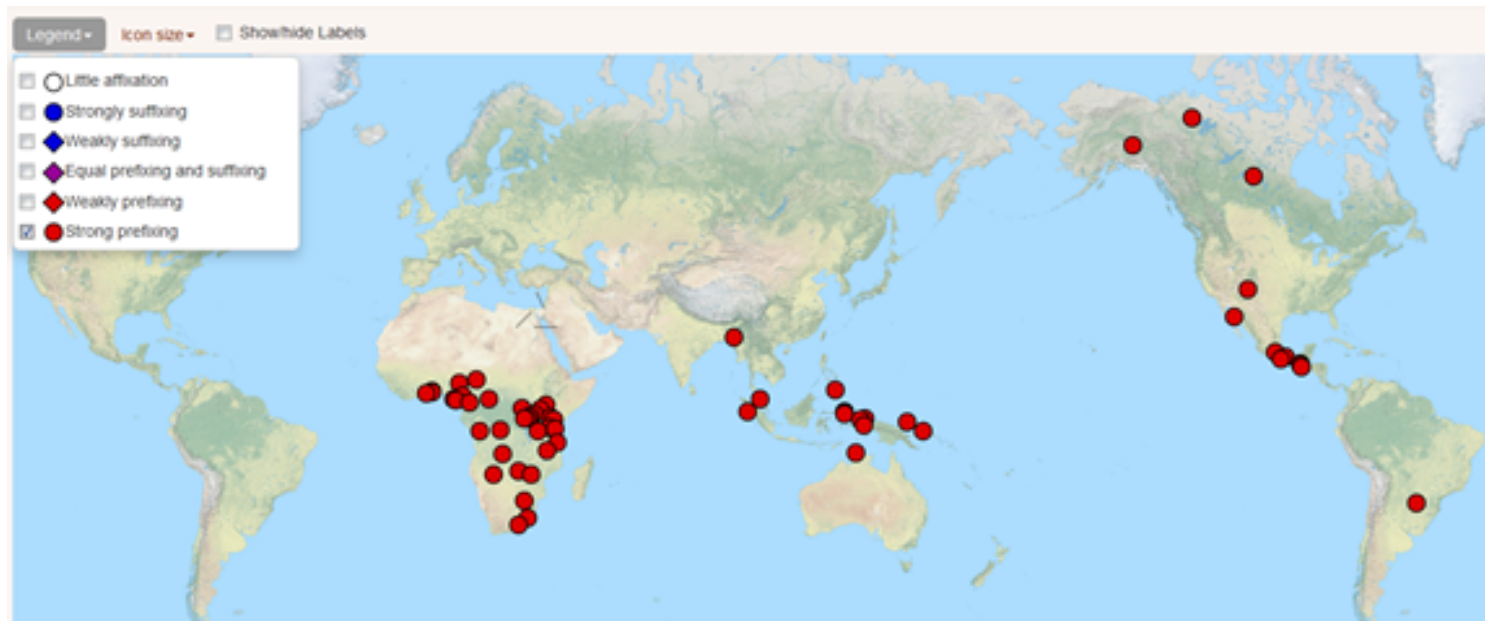 Legend Icon size Show/hide Labels
Little affixation
Strongly suffixing
Weakly suffixing
Equal prefixing and suffixing
Weakly prefixing
Strong prefixing